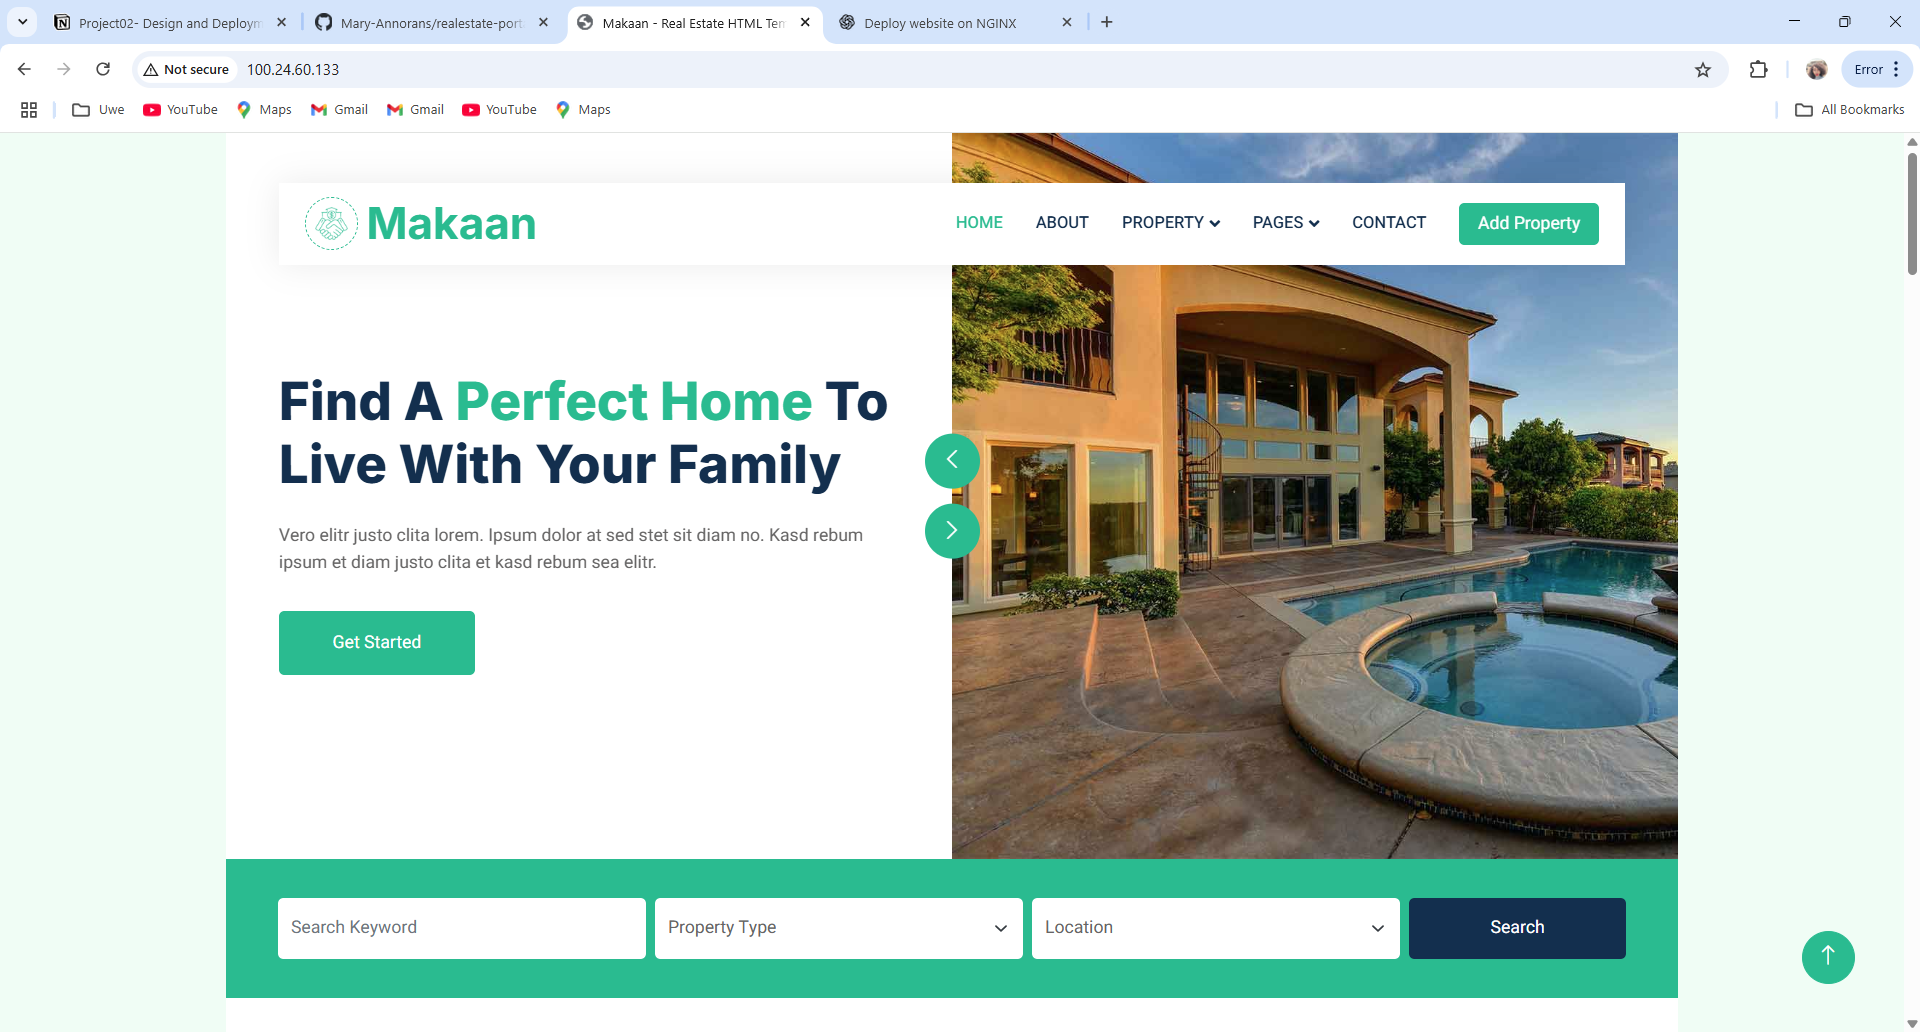 Project02- Design and Deploym
Mary-Annorans/realestate-port
Makaan - Real Estate HTML Tem
Deploy website on NGINX
Not secure
100.24.60.133
Error
Uwe
YouTube
Maps
Gmail
Gmail
YouTube
Maps
All Bookmarks
Makaan
HOME
ABOUT
PROPERTY
PAGES
CONTACT
Add Property
Find A Perfect Home To
Live With Your Family
Vero elitr justo clita lorem. Ipsum dolor at sed stet sit diam no. Kasd rebum
ipsum et diam justo clita et kasd rebum sea elitr.
Get Started
Search Keyword
Property Type
Location
Search